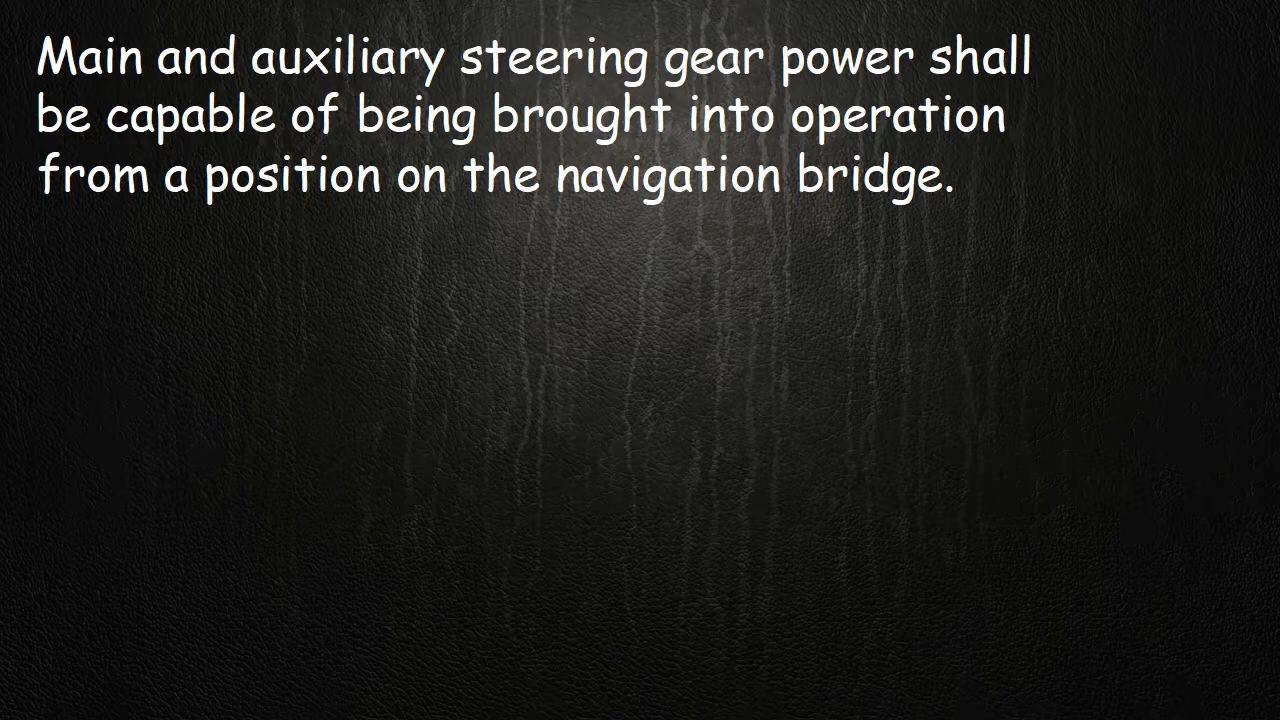 Main and auxiliary steering gear power shall
be capable of being brought into operation
from a position on the navigation bridge.